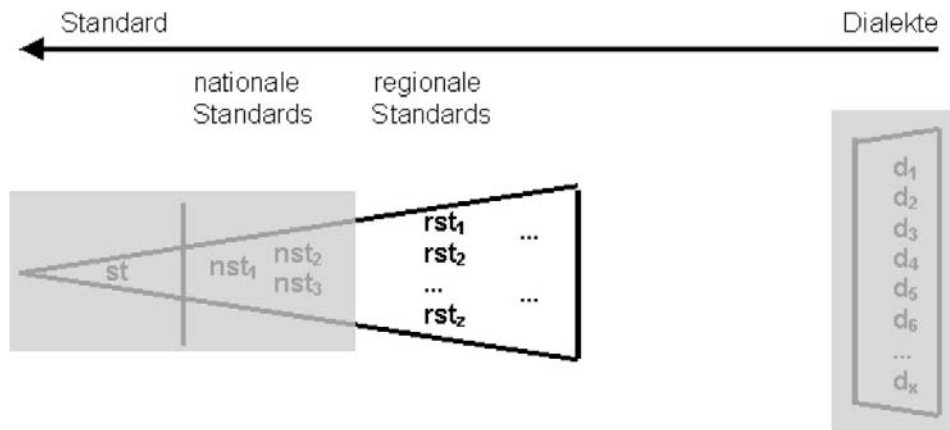 Standard Dialekte
nationale regionale
Standards Standards
st
nst₁ nst₂
nst₃
rst₁ ...
rst₂
... ...
rst_z
d₁
d₂
d₃
d₄
d₅
d₆
...
dₓ